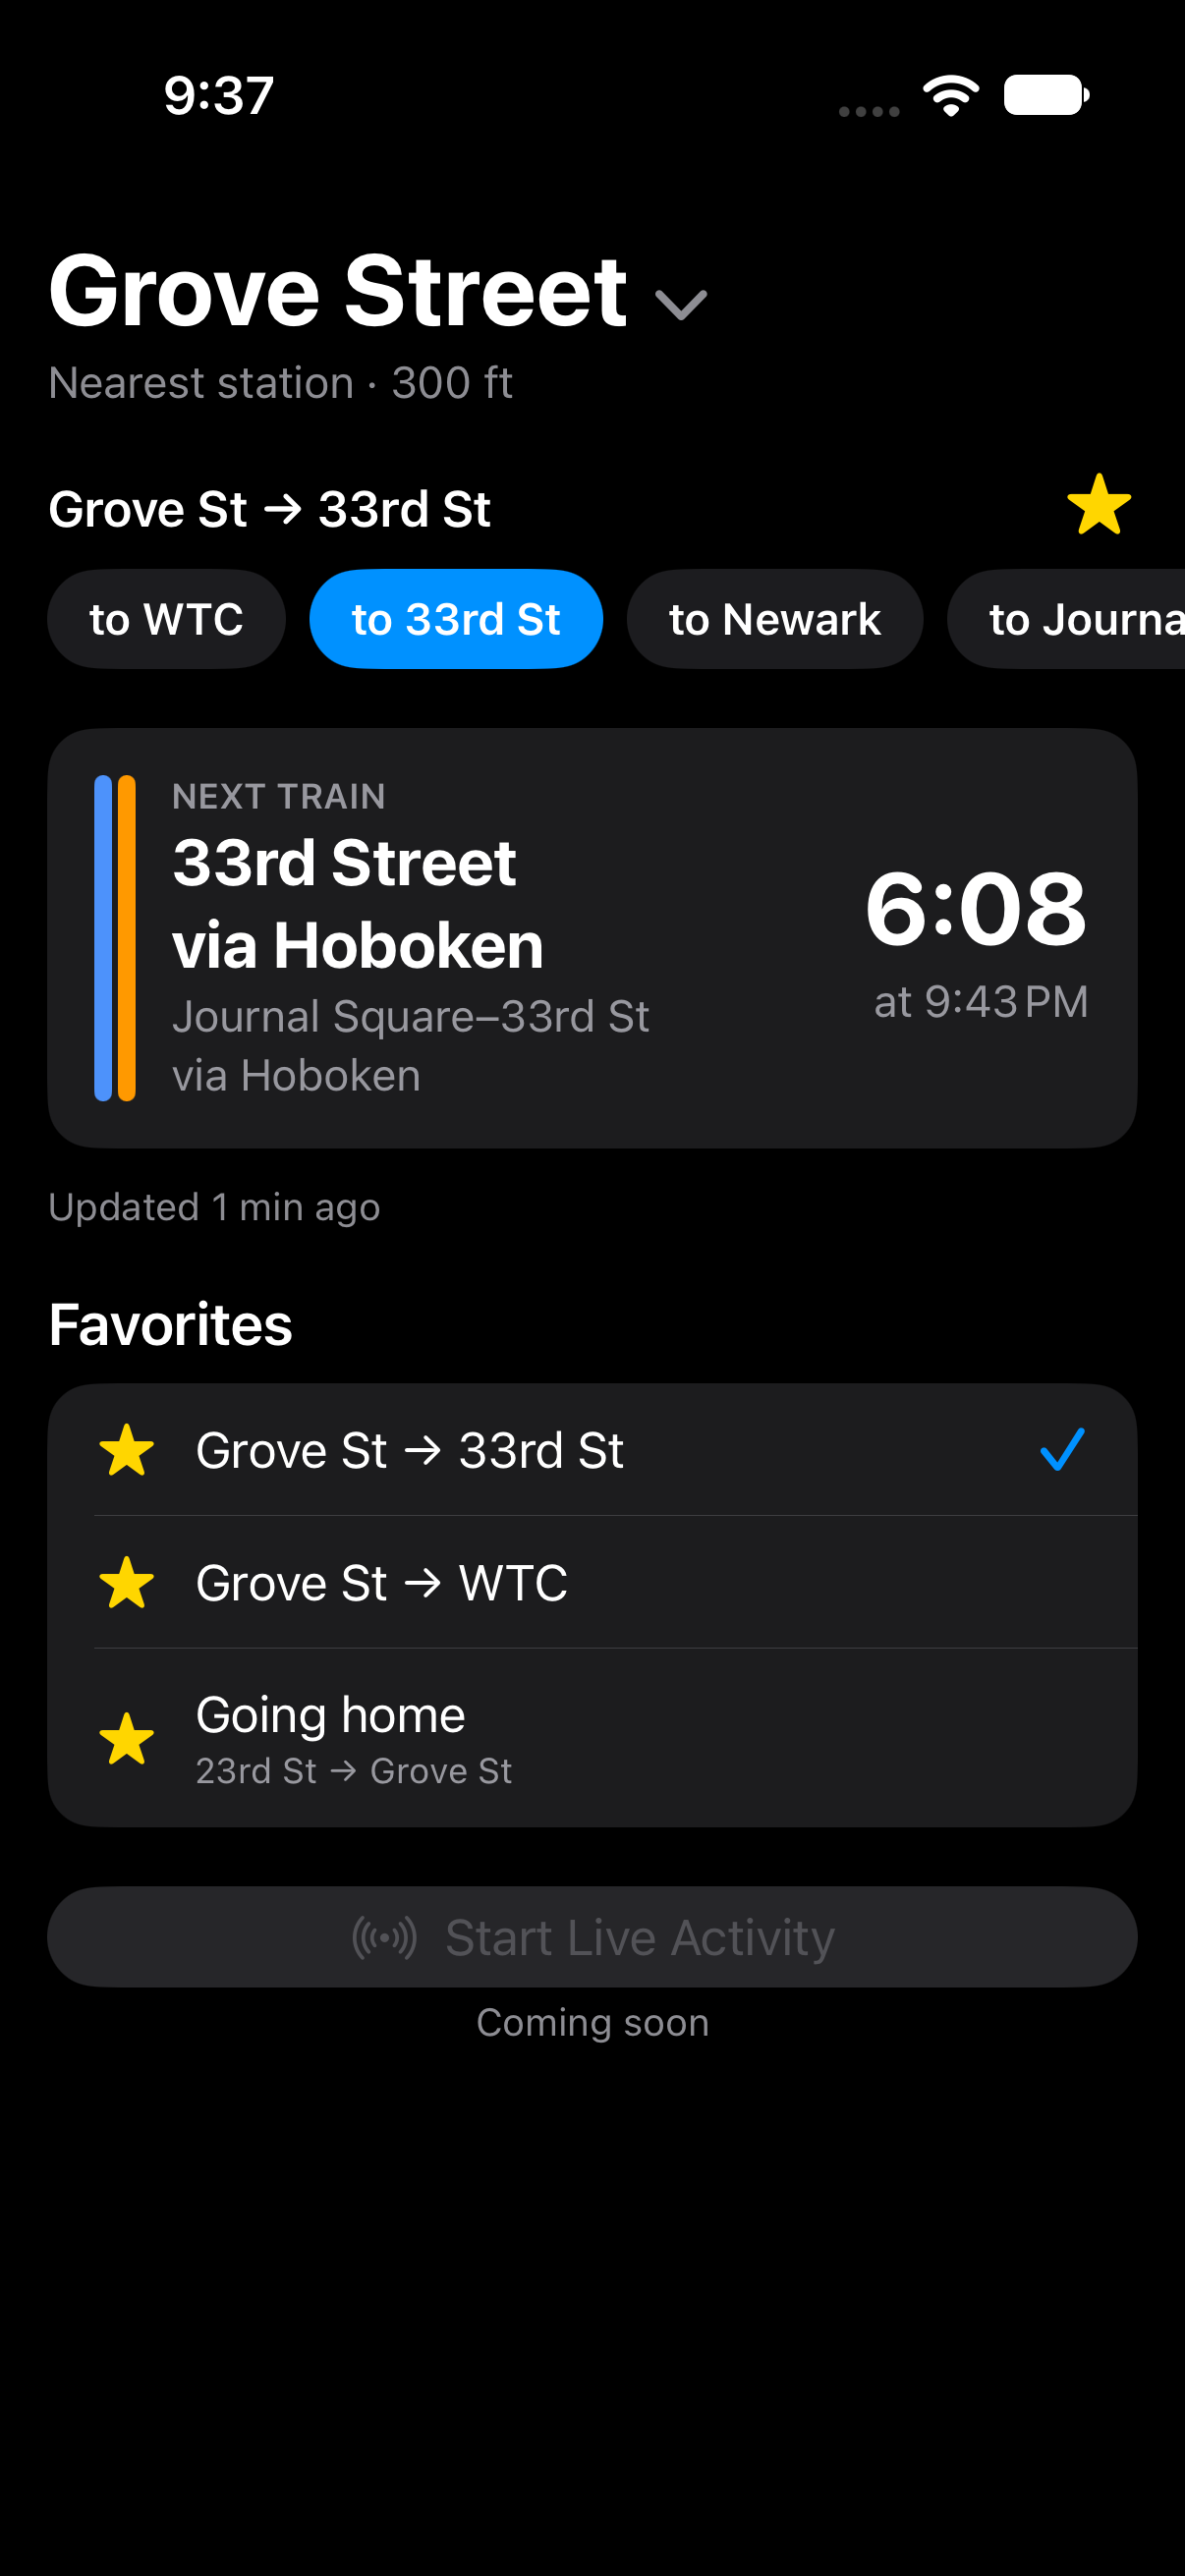 9:37
Grove Street
Nearest station · 300 ft
Grove St → 33rd St
to WTC
to 33rd St
to Newark
to Journa
NEXT TRAIN
33rd Street
via Hoboken
Journal Square–33rd St
via Hoboken
6:08
at 9:43 PM
Updated 1 min ago
Favorites
Grove St → 33rd St
Grove St → WTC
Going home
23rd St → Grove St
Start Live Activity
Coming soon